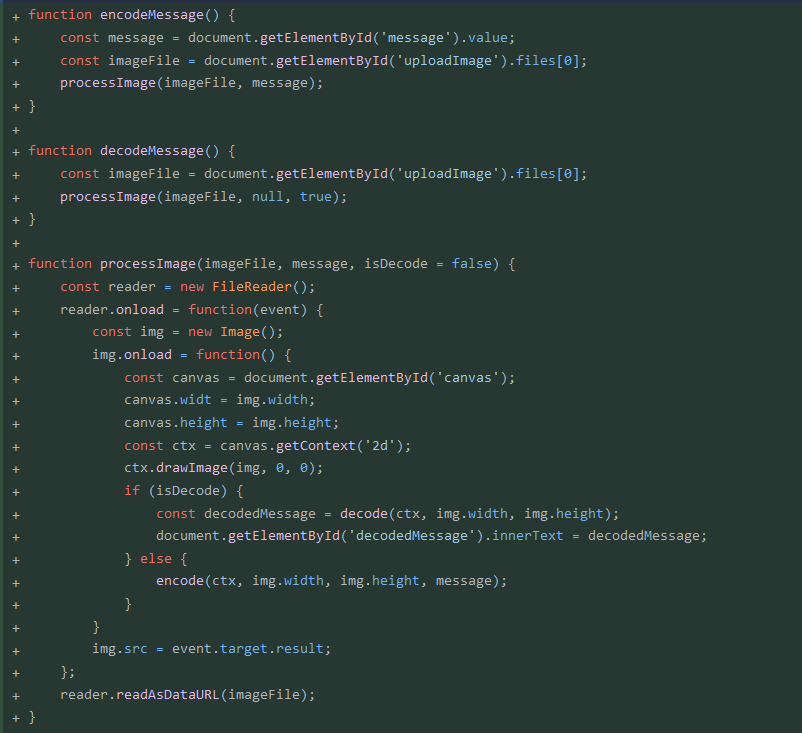 + function encodeMessage() {
+     const message = document.getElementById('message').value;
+     const imageFile = document.getElementById('uploadImage').files[0];
+     processImage(imageFile, message);
+ }
+
+ function decodeMessage() {
+     const imageFile = document.getElementById('uploadImage').files[0];
+     processImage(imageFile, null, true);
+ }
+
+ function processImage(imageFile, message, isDecode = false) {
+     const reader = new FileReader();
+     reader.onload = function(event) {
+         const img = new Image();
+         img.onload = function() {
+             const canvas = document.getElementById('canvas');
+             canvas.widt = img.width;
+             canvas.height = img.height;
+             const ctx = canvas.getContext('2d');
+             ctx.drawImage(img, 0, 0);
+             if (isDecode) {
+                 const decodedMessage = decode(ctx, img.width, img.height);
+                 document.getElementById('decodedMessage').innerText = decodedMessage;
+             } else {
+                 encode(ctx, img.width, img.height, message);
+             }
+         }
+         img.src = event.target.result;
+     };
+     reader.readAsDataURL(imageFile);
+ }